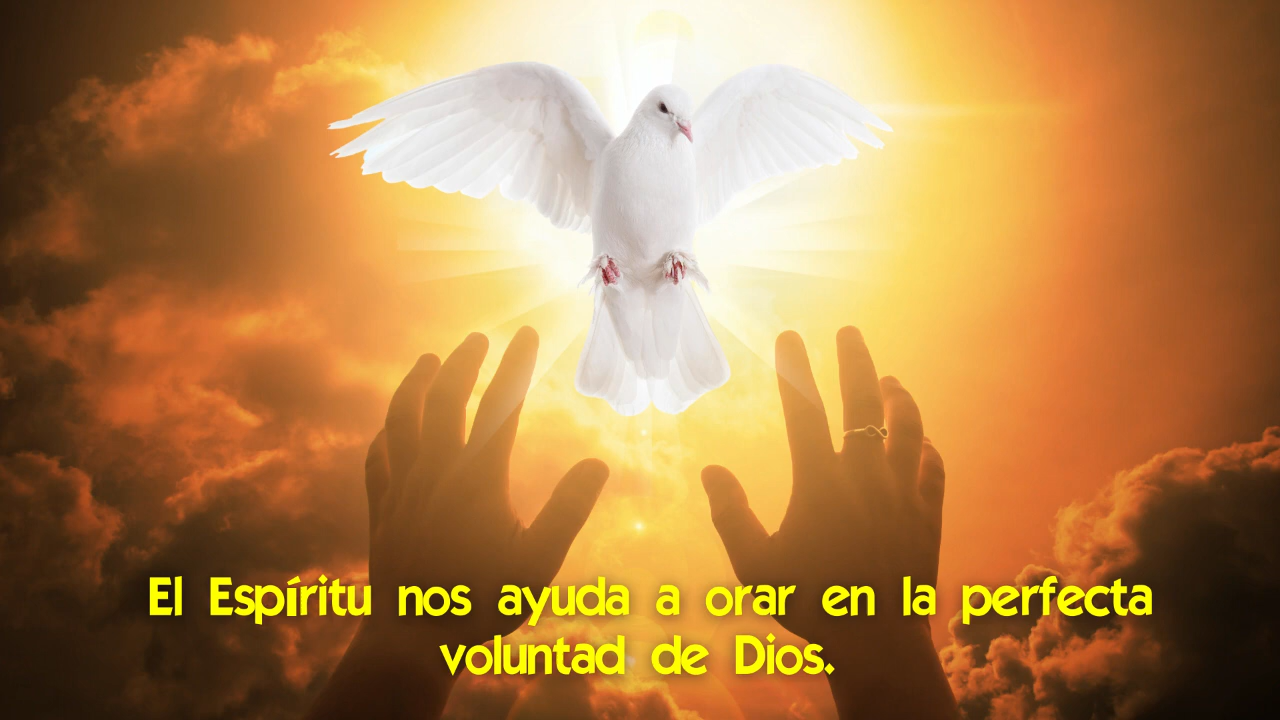 El Espíritu nos ayuda a orar en la perfecta
voluntad de Dios.